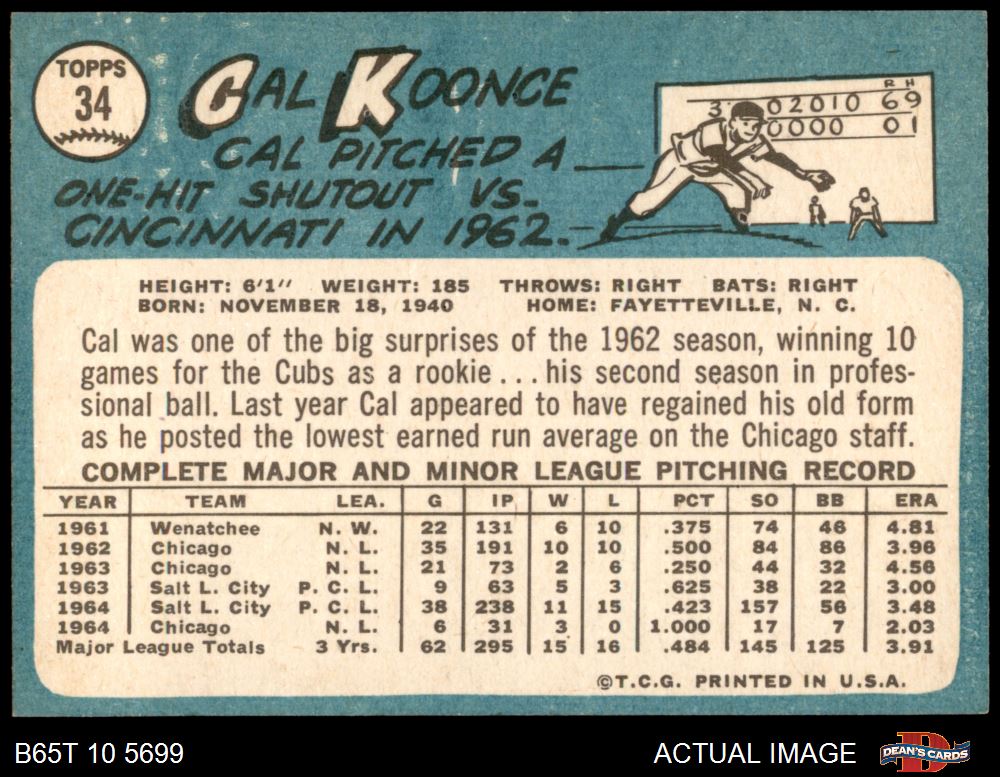 TOPPS
34
CAL KOONCE
CAL PITCHED A
ONE-HIT SHUTOUT VS.
CINCINNATI IN 1962.
R H
3 02010 69
0000 01
HEIGHT: 6'1" WEIGHT: 185 THROWS: RIGHT BATS: RIGHT
BORN: NOVEMBER 18, 1940 HOME: FAYETTEVILLE, N. C.
Cal was one of the big surprises of the 1962 season, winning 10
games for the Cubs as a rookie...his second season in profes-
sional ball. Last year Cal appeared to have regained his old form
as he posted the lowest earned run average on the Chicago staff.
COMPLETE MAJOR AND MINOR LEAGUE PITCHING RECORD
YEAR TEAM LEA. G IP W L PCT SO BB ERA
1961 Wenatchee N. W. 22 131 6 10 .375 74 46 4.81
1962 Chicago N. L. 35 191 10 10 .500 84 86 3.96
1963 Chicago N. L. 21 73 2 6 .250 44 32 4.56
1963 Salt L. City P. C. L. 9 63 5 3 .625 38 22 3.00
1964 Salt L. City P. C. L. 38 238 11 15 .423 157 56 3.48
1964 Chicago N. L. 6 31 3 0 1.000 17 7 2.03
Major League Totals 3 Yrs. 62 295 15 16 .484 145 125 3.91
©T.C.G. PRINTED IN U.S.A.
B65T 10 5699
ACTUAL IMAGE
DEAN'S CARDS